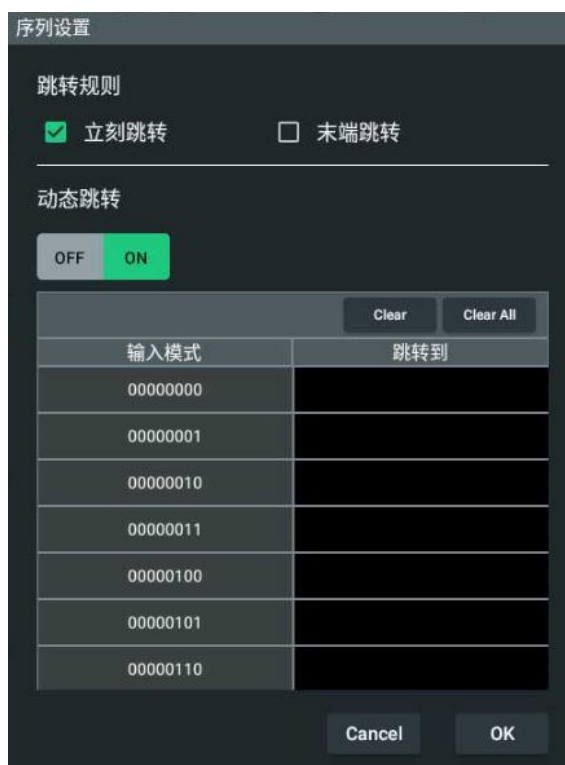 序列设置
跳转规则
立刻跳转 末端跳转
动态跳转
OFF ON
Clear Clear All
输入模式 跳转到
00000000
00000001
00000010
00000011
00000100
00000101
00000110
Cancel OK